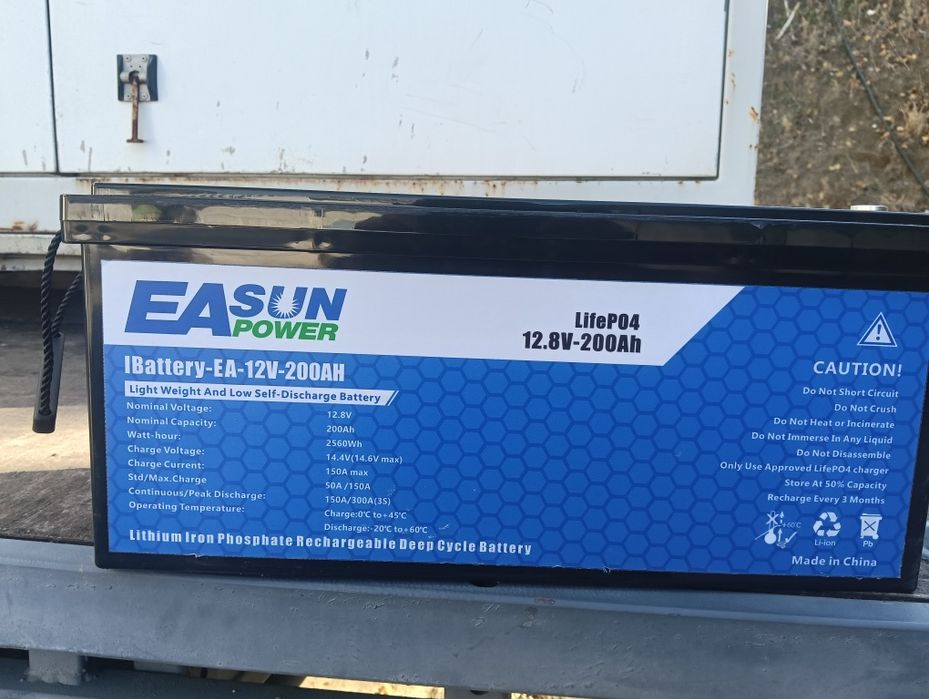 EASUN
POWER
LifePO4
12.8V-200Ah
IBattery-EA-12V-200AH
Light Weight And Low Self-Discharge Battery
Nominal Voltage: 12.8V
Nominal Capacity: 200Ah
Watt-hour: 2560Wh
Charge Voltage: 14.4V(14.6V max)
Charge Current: 150A max
Std/Max.Charge 50A /150A
Continuous/Peak Discharge: 150A/300A(3S)
Operating Temperature: Charge:0℃ to +45℃
Discharge:-20℃ to +60℃
Lithium Iron Phosphate Rechargeable Deep Cycle Battery
CAUTION!
Do Not Short Circuit
Do Not Crush
Do Not Heat or Incinerate
Do Not Immerse In Any Liquid
Do Not Disassemble
Only Use Approved LifePO4 charger
Store At 50% Capacity
Recharge Every 3 Months
+60℃
Li-ion
Pb
Made in China